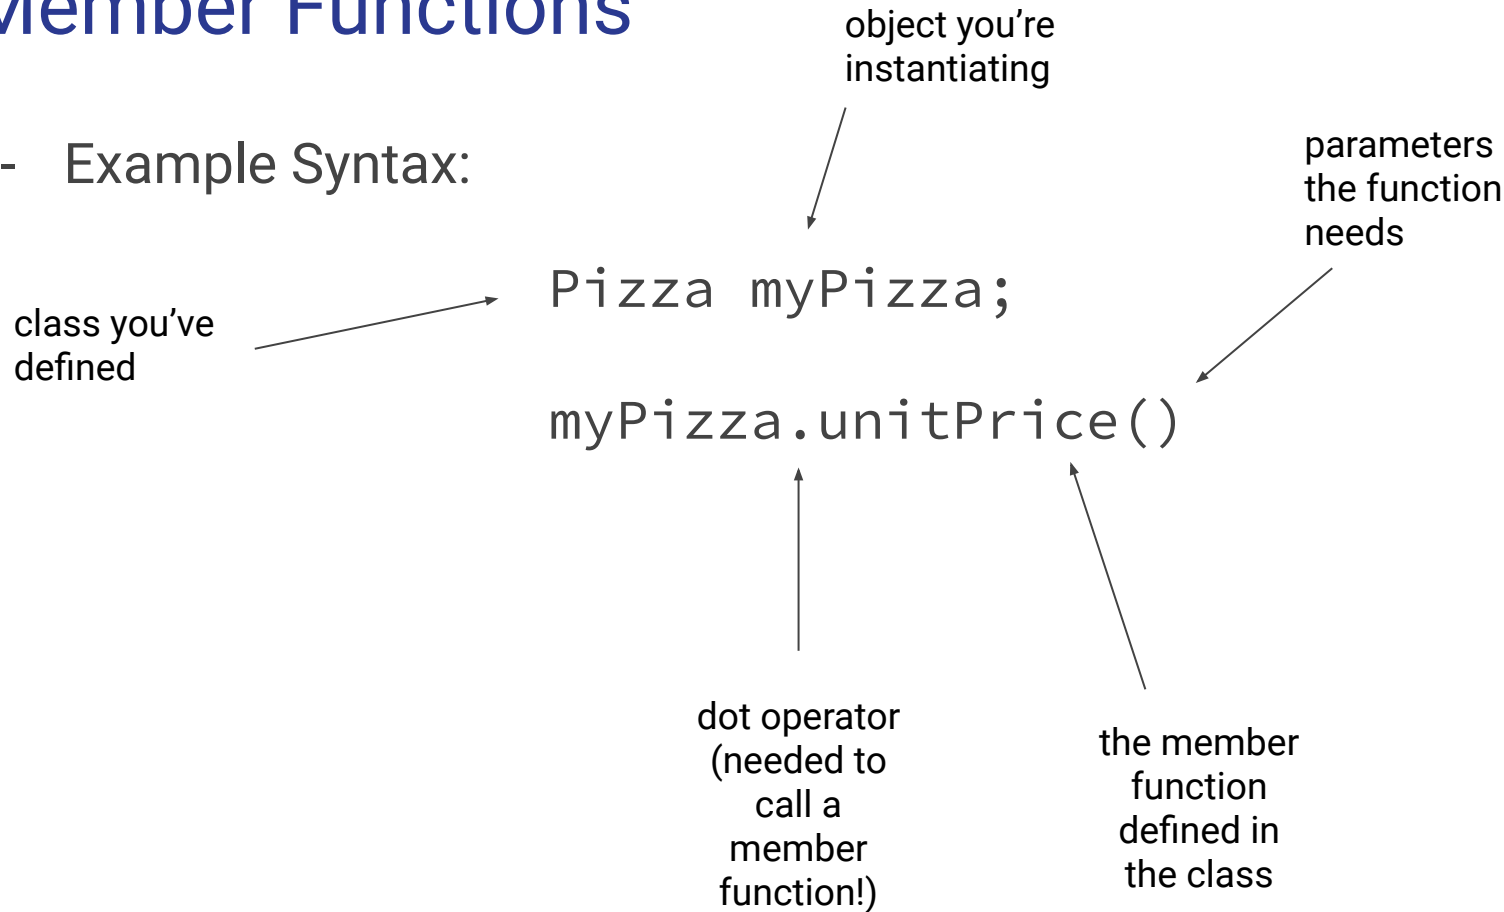 Member Functions
object you're
instantiating
- Example Syntax:
parameters
the function
needs
Pizza myPizza;
class you've
defined
myPizza.unitPrice()
dot operator
(needed to
call a
member
function!)
the member
function
defined in
the class